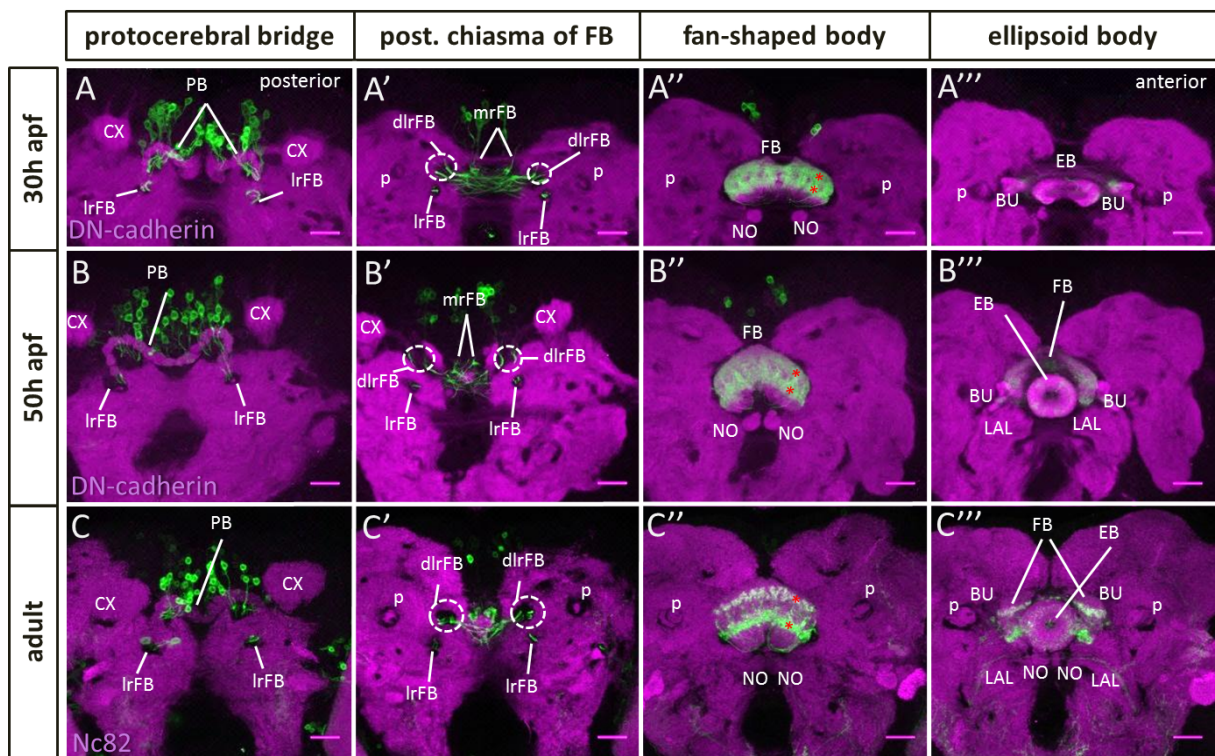 protocerebral bridge
post. chiasma of FB
fan-shaped body
ellipsoid body
30h apf
A
PB
posterior
CX
CX
lrFB
lrFB
DN-cadherin
A’
mrFB
dlrFB
dlrFB
p
p
lrFB
lrFB
A’’
FB
p
p
* *
NO NO
A’’’
anterior
EB
p
p
BU
BU
50h apf
B
PB
CX
CX
lrFB
lrFB
DN-cadherin
B’
mrFB
CX
CX
dlrFB
dlrFB
lrFB
lrFB
B’’
FB
* *
NO NO
B’’’
FB
EB
BU
BU
LAL
LAL
adult
C
PB
CX
CX
lrFB
lrFB
Nc82
C’
dlrFB
dlrFB
p
p
lrFB
lrFB
C’’
* *
NO NO
C’’’
FB
EB
BU
BU
p
p
LAL NO NO LAL